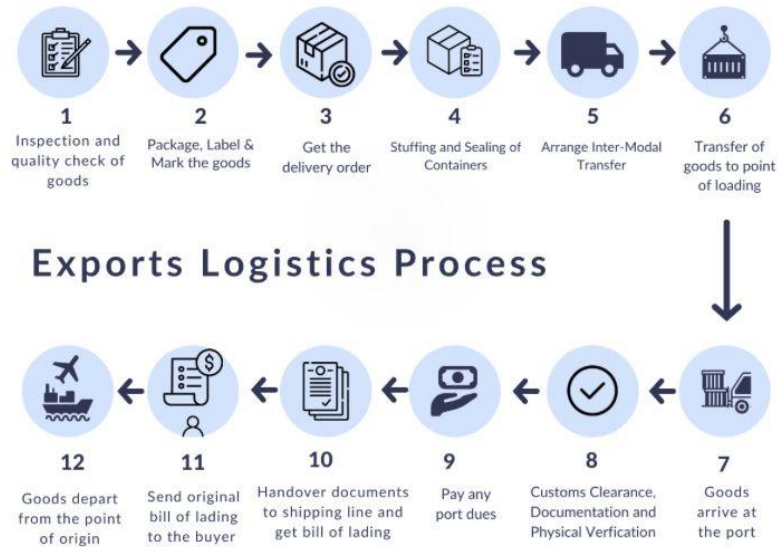 1
Inspection and
quality check of
goods
2
Package, Label &
Mark the goods
3
Get the
delivery order
4
Stuffing and Sealing of
Containers
5
Arrange Inter-Modal
Transfer
6
Transfer of
goods to point
of loading
Exports Logistics Process
12
Goods depart
from the point
of origin
11
Send original
bill of lading
to the buyer
10
Handover documents
to shipping line and
get bill of lading
9
Pay any
port dues
8
Customs Clearance,
Documentation and
Physical Verfication
7
Goods
arrive at
the port